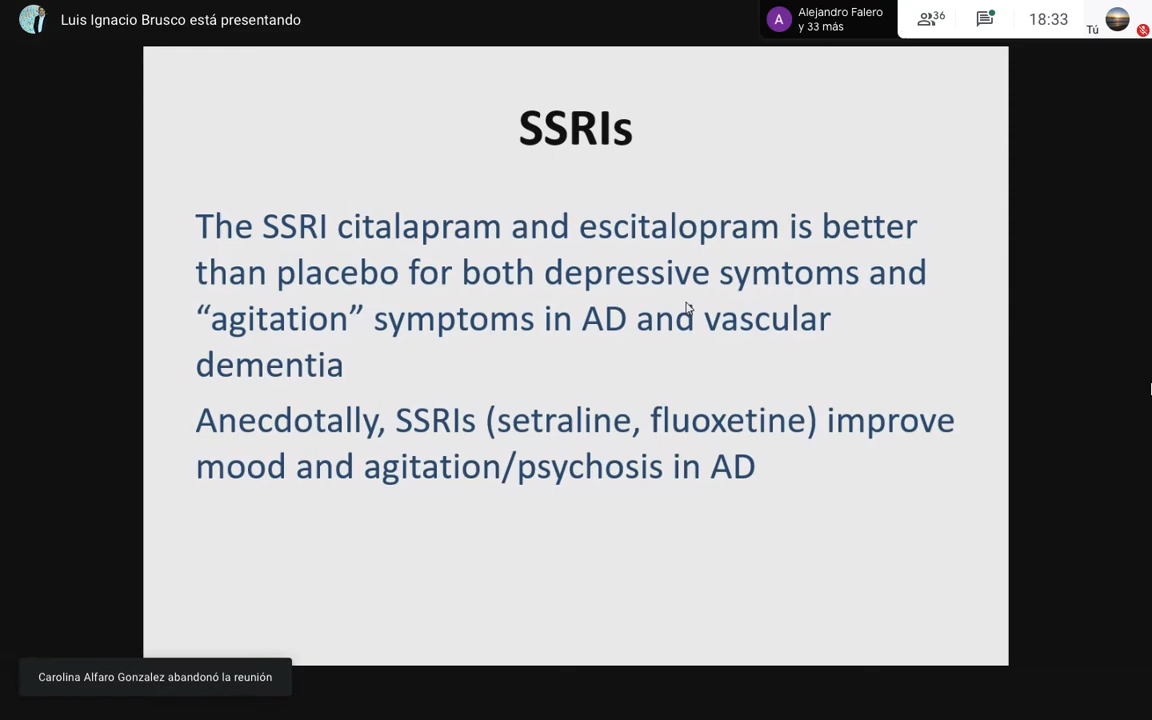 Luis Ignacio Brusco está presentando
A
Alejandro Falero
y 33 más
36
18:33
Tú
SSRIs
The SSRI citalapram and escitalopram is better
than placebo for both depressive symtoms and
“agitation” symptoms in AD and vascular
dementia
Anecdotally, SSRIs (setraline, fluoxetine) improve
mood and agitation/psychosis in AD
Carolina Alfaro Gonzalez abandonó la reunión